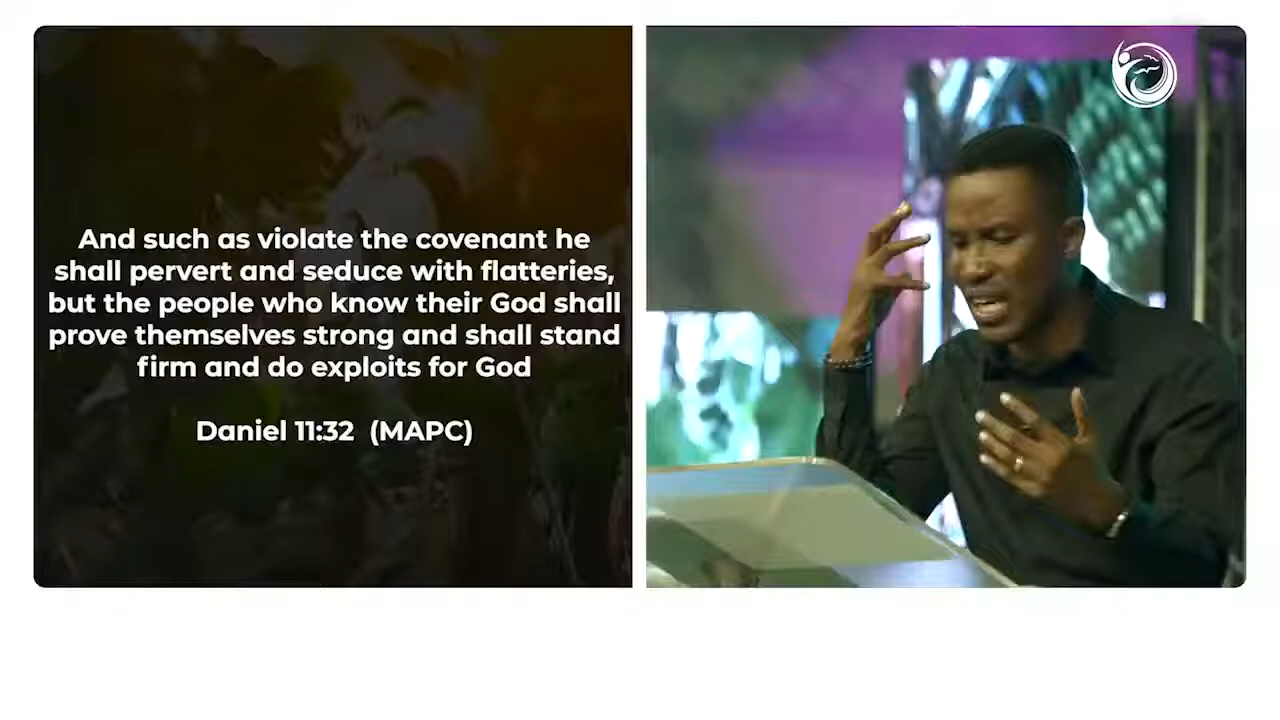 And such as violate the covenant he
shall pervert and seduce with flatteries,
but the people who know their God shall
prove themselves strong and shall stand
firm and do exploits for God
Daniel 11:32 (MAPC)